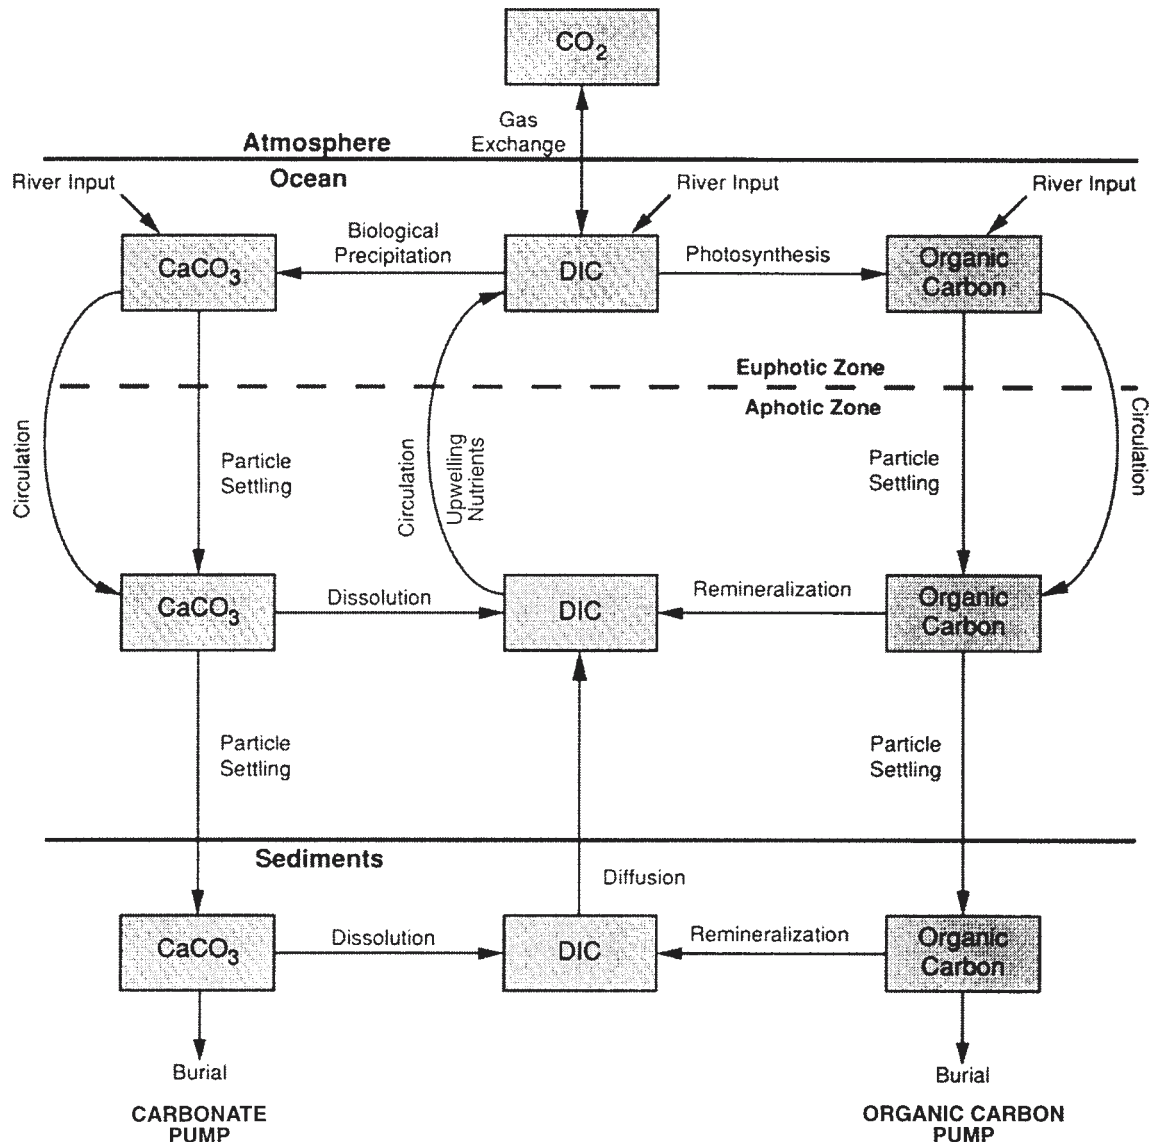 CO2
Gas
Exchange
Atmosphere
Ocean
River Input
River Input
River Input
CaCO3
Biological
Precipitation
DIC
Photosynthesis
Organic
Carbon
Euphotic Zone
Aphotic Zone
Circulation
Particle
Settling
Circulation
Upwelling
Nutrients
Particle
Settling
Circulation
CaCO3
Dissolution
DIC
Remineralization
Organic
Carbon
Particle
Settling
Particle
Settling
Sediments
Diffusion
CaCO3
Dissolution
DIC
Remineralization
Organic
Carbon
Burial
Burial
CARBONATE
PUMP
ORGANIC CARBON
PUMP